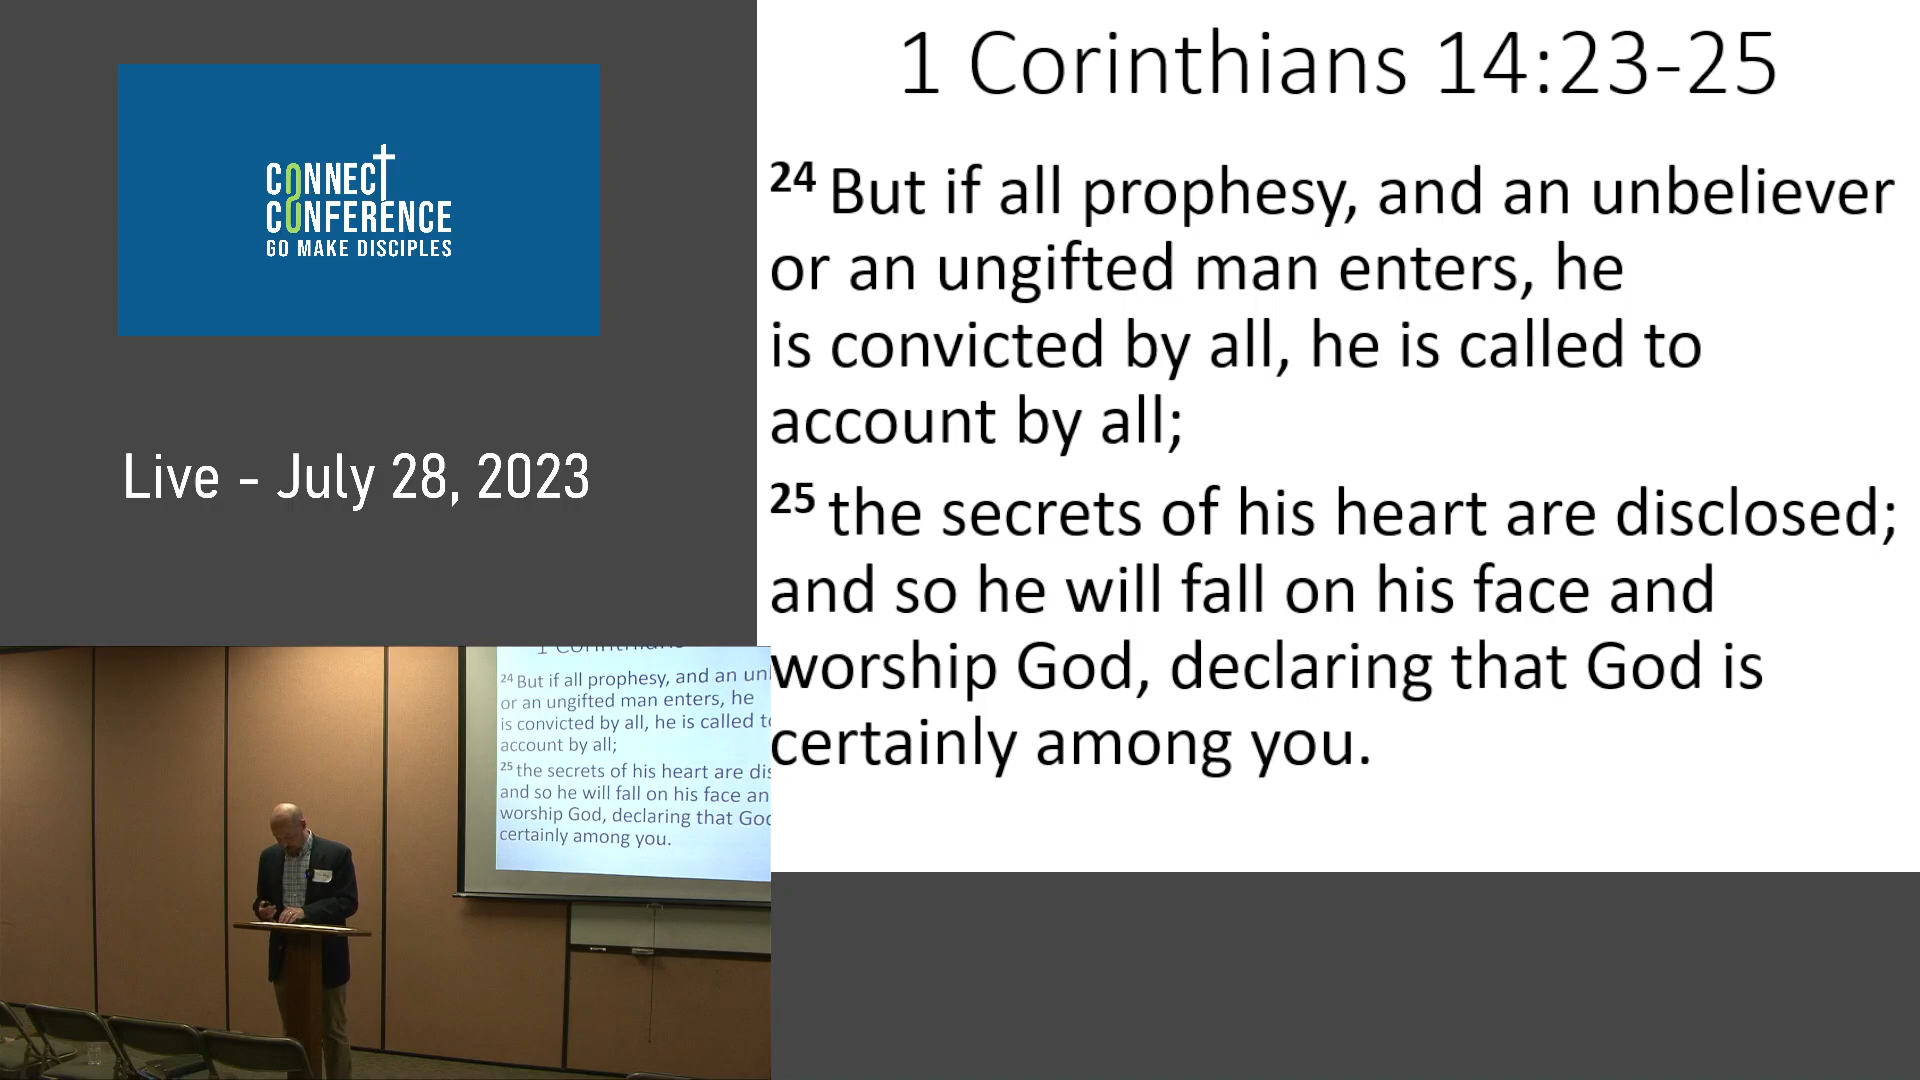 CONNECT
CONFERENCE
GO MAKE DISCIPLES
Live - July 28, 2023
1 Corinthians 14:23-25
24 But if all prophesy, and an unbeliever
or an ungifted man enters, he
is convicted by all, he is called to
account by all;
25 the secrets of his heart are disclosed;
and so he will fall on his face and
worship God, declaring that God is
certainly among you.
1 Corinthians
24 But if all prophesy, and an
or an ungifted man enters, he
is convicted by all, he is called
account by all;
25 the secrets of his heart are
and so he will fall on his face
worship God, declaring that
certainly among you.